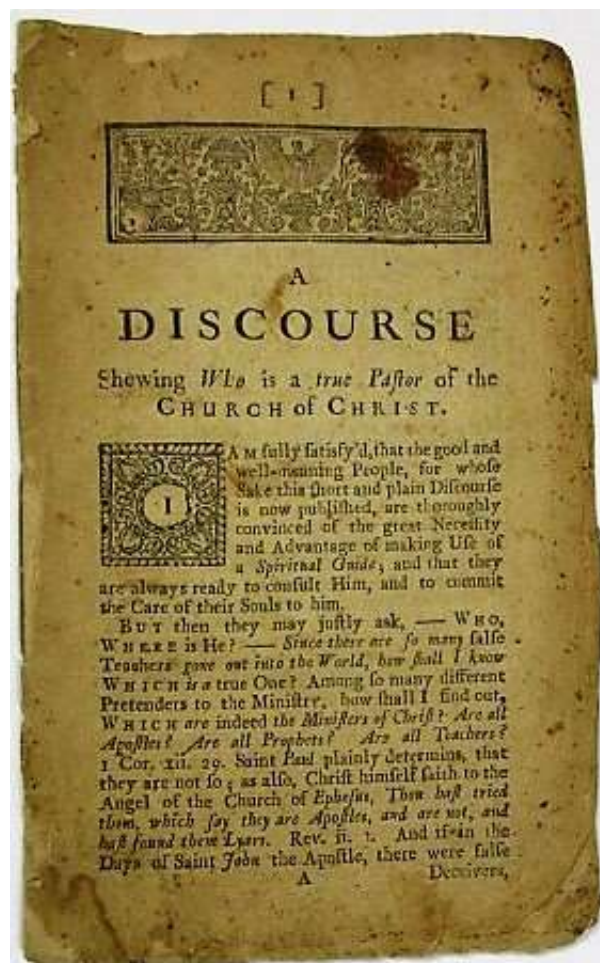 [ 1 ]
A
DISCOURSE
Shewing Who is a true Paſtor of the
CHURCH of CHRIST.
I AM fully ſatisfy'd, that the good and
well-meaning People, for whoſe
Sake this ſhort and plain Diſcourſe
is now publiſhed, are thoroughly
convinced of the great Neceſſity
and Advantage of making Uſe of
a Spiritual Guide; and that they
are always ready to conſult Him, and to commit
the Care of their Souls to him.
BUT then they may juſtly ask, — WHO,
WHERE is He? — Since there are ſo many falſe
Teachers gone out into the World, how ſhall I know
WHICH is a true One? Among ſo many different
Pretenders to the Miniſtry, how ſhall I find out,
WHICH are indeed the Miniſters of Chriſt? Are all
Apoſtles? Are all Prophets? Are all Teachers?
1 Cor. xii. 29. Saint Paul plainly determins, that
they are not ſo; as alſo, Chriſt himſelf ſaith to the
Angel of the Church of Epheſus, Thou haſt tried
them, which ſay they are Apoſtles, and are not, and
haſt found them Lyars. Rev. ii. 1. And if in the
Days of Saint John the Apoſtle, there were falſe
A
Deceivers,